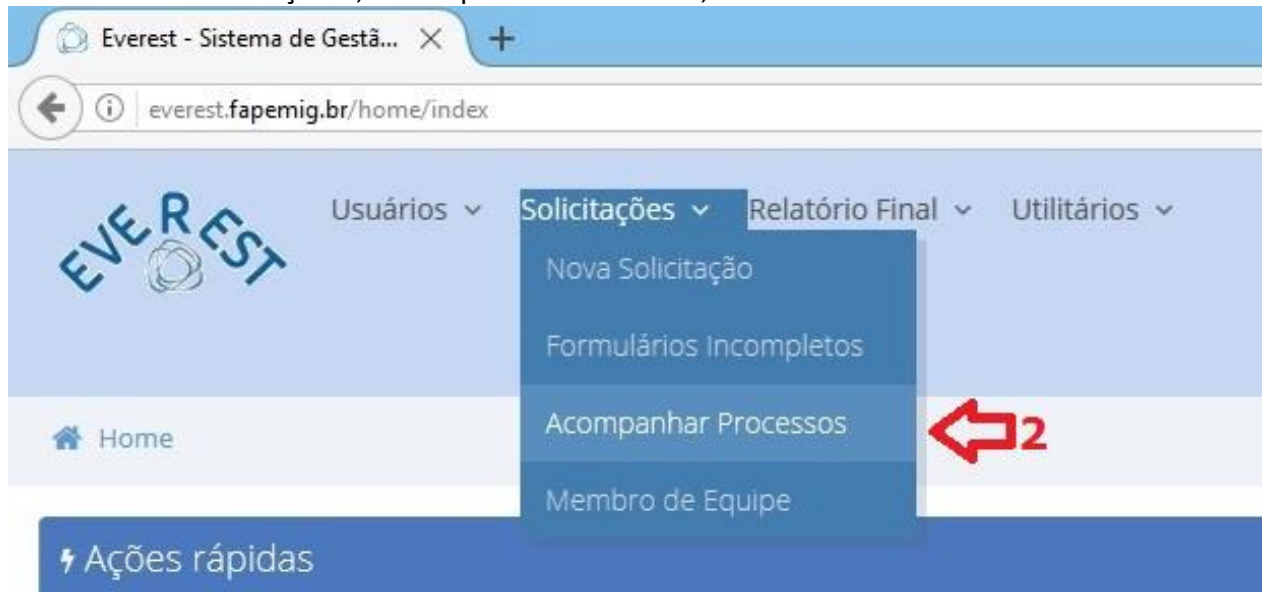 Everest - Sistema de Gestã... × +
everest.fapemig.br/home/index
EVEREST
Usuários Solicitações Relatório Final Utilitários
Nova Solicitação
Formulários Incompletos
Acompanhar Processos
2
Home
Membro de Equipe
Ações rápidas